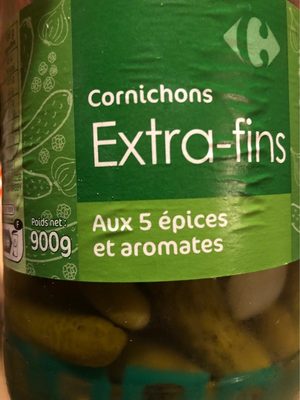 Cornichons
Extra-fins
Aux 5 épices
et aromates
Poids net :
900g